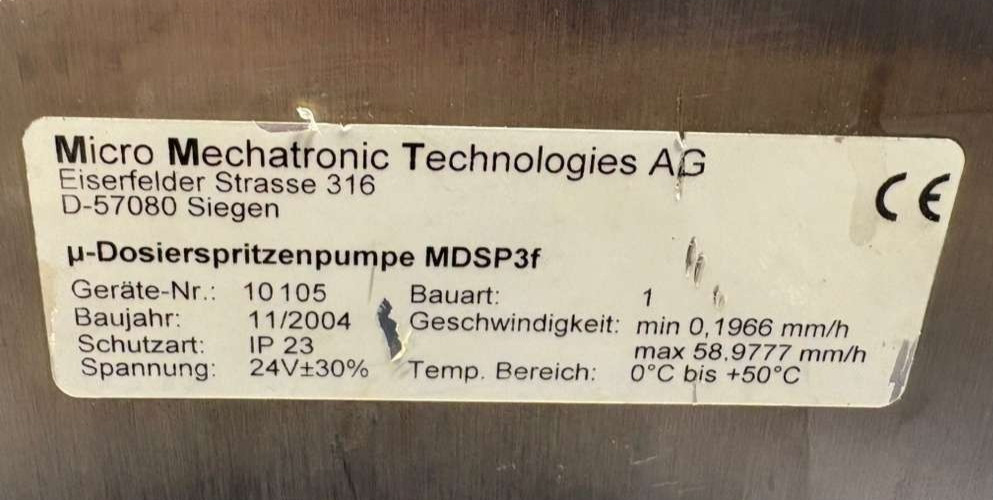 Micro Mechatronic Technologies AG
Eiserfelder Strasse 316
D-57080 Siegen
CE
µ-Dosierspritzenpumpe MDSP3f
Geräte-Nr.: 10105 Bauart: 1
Baujahr: 11/2004 Geschwindigkeit: min 0,1966 mm/h
Schutzart: IP 23 max 58,9777 mm/h
Spannung: 24V±30% Temp. Bereich: 0°C bis +50°C